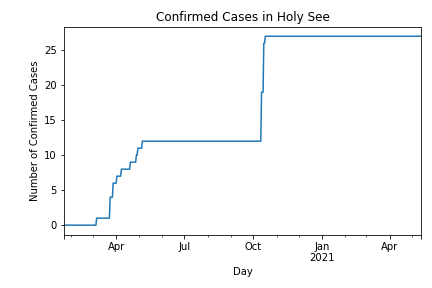 Confirmed Cases in Holy See
Number of Confirmed Cases
25
20
15
10
5
0
Apr
Jul
Oct
Jan
2021
Apr
Day